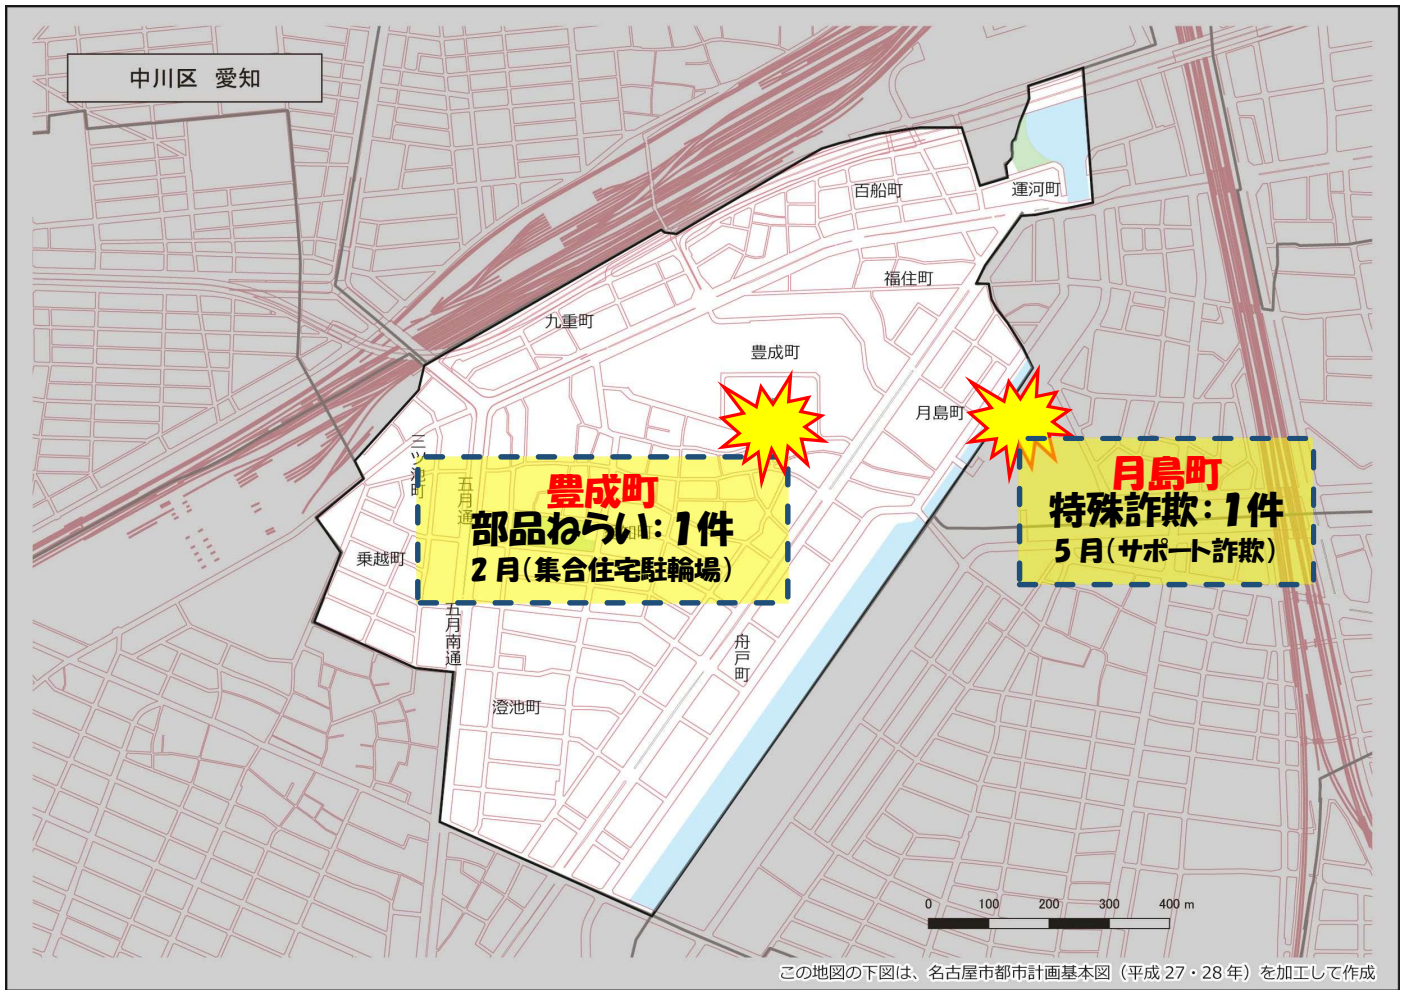 中川区 愛知
百船町
運河町
福住町
九重町
豊成町
月島町
三ツ池町
五月通
豊成町
部品ねらい：1件
2月（集合住宅駐輪場）
月島町
特殊詐欺：1件
5月（サポート詐欺）
乗越町
五月南通
舟戸町
澄池町
0 100 200 300 400 m
この地図の下図は、名古屋市都市計画基本図（平成27・28年）を加工して作成